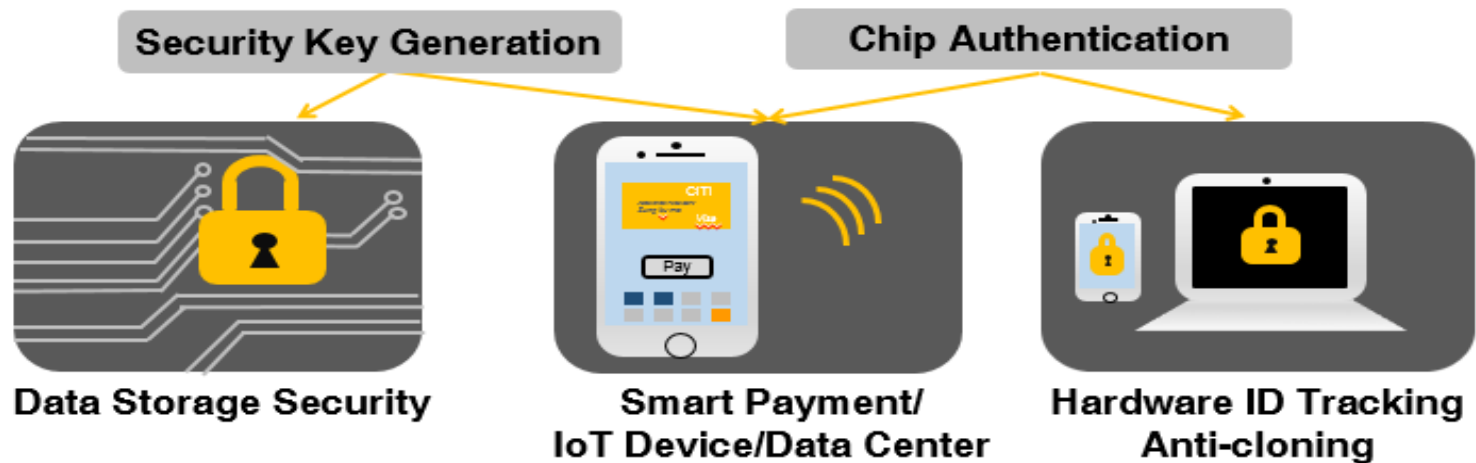 Security Key Generation
Chip Authentication
CITI
Visa
Pay
Data Storage Security
Smart Payment/
IoT Device/Data Center
Hardware ID Tracking
Anti-cloning